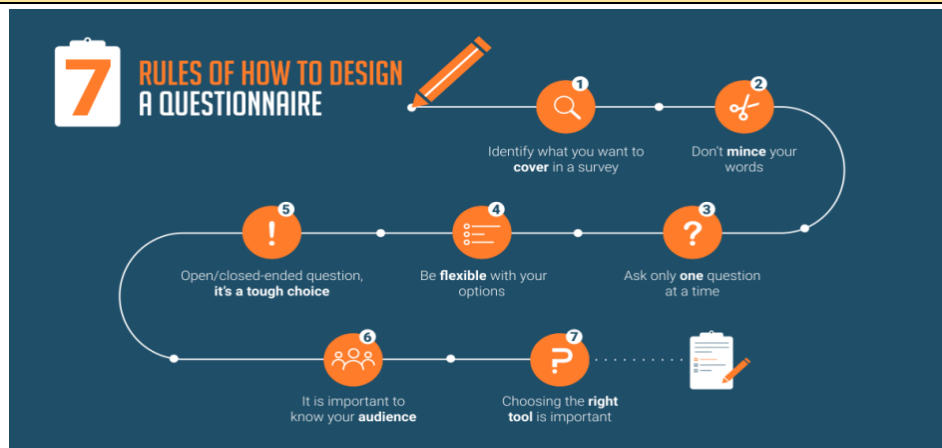 7
RULES OF HOW TO DESIGN
A QUESTIONNAIRE
1
Identify what you want to
cover in a survey
2
Don't mince your
words
3
Ask only one question
at a time
4
Be flexible with your
options
5
Open/closed-ended question,
it's a tough choice
6
It is important to
know your audience
7
Choosing the right
tool is important